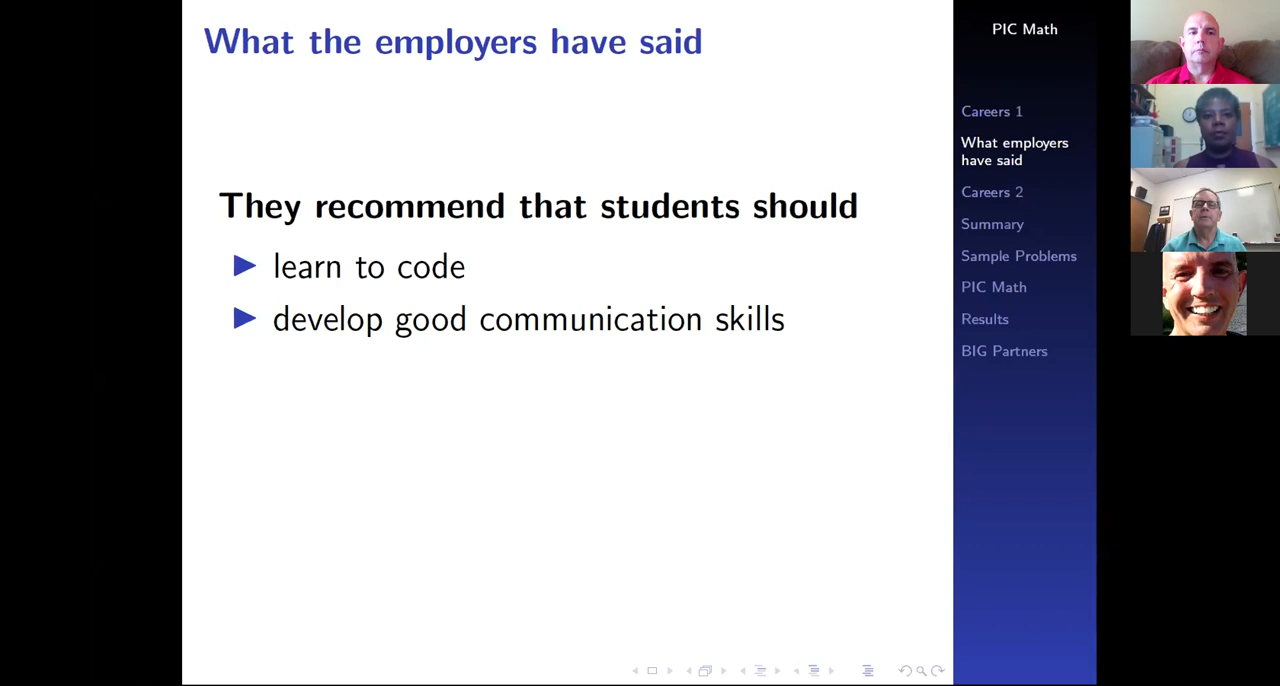 What the employers have said
They recommend that students should
learn to code
develop good communication skills
PIC Math
Careers 1
What employers
have said
Careers 2
Summary
Sample Problems
PIC Math
Results
BIG Partners